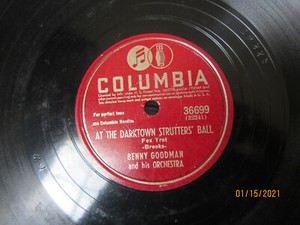 COLUMBIA
For perfect tone
use Columbia Needles
36699
(22241)
AT THE DARKTOWN STRUTTERS' BALL
Fox Trot
-Brooks-
BENNY GOODMAN
and his ORCHESTRA
01/15/2021